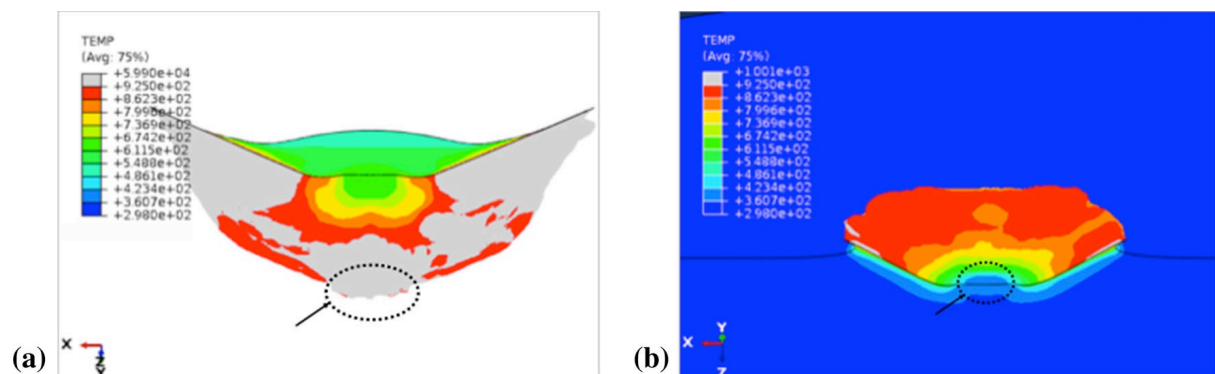 (a)
TEMP
(Avg: 75%)
+5.990e+04
+9.250e+02
+8.623e+02
+7.996e+02
+7.369e+02
+6.742e+02
+6.115e+02
+5.488e+02
+4.861e+02
+4.234e+02
+3.607e+02
+2.980e+02
X
Z
(b)
TEMP
(Avg: 75%)
+1.001e+03
+9.250e+02
+8.623e+02
+7.996e+02
+7.369e+02
+6.742e+02
+6.115e+02
+5.488e+02
+4.861e+02
+4.234e+02
+3.607e+02
+2.980e+02
Y
X
Z